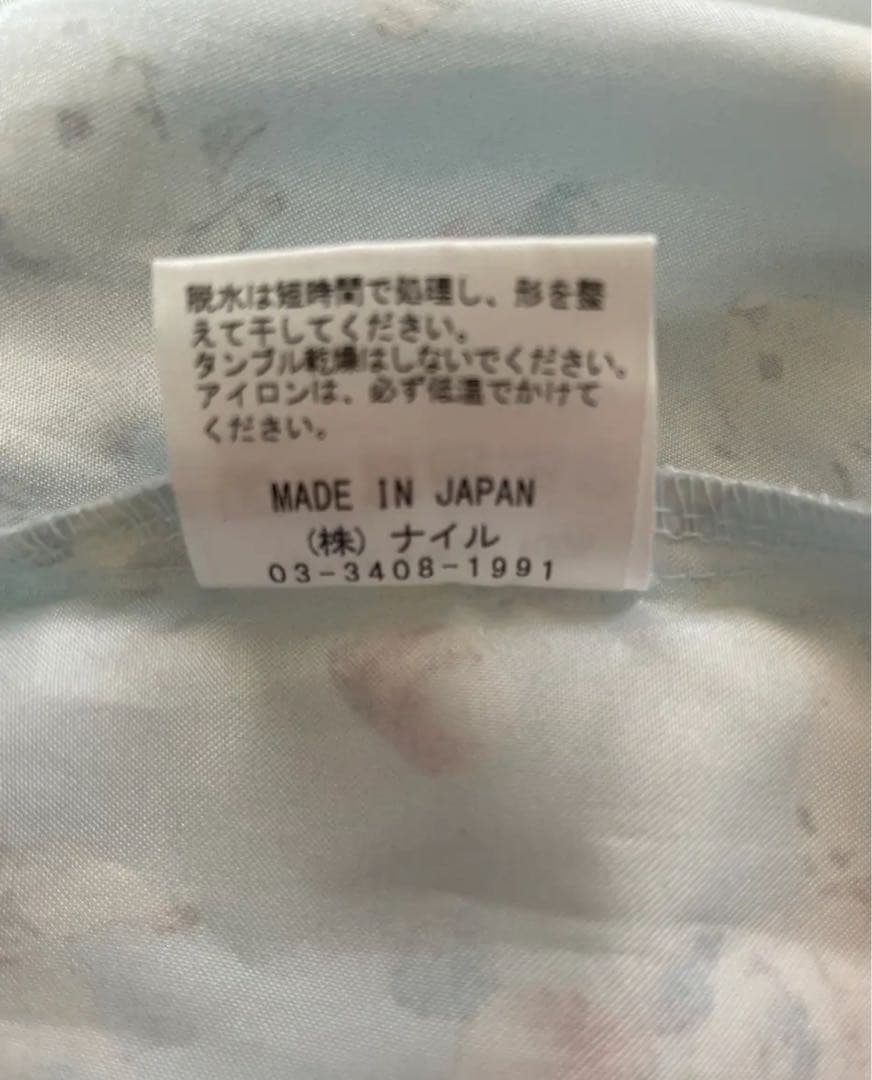 脱水は短時間で処理し、形を整
えて干してください。
タンブル乾燥はしないでください。
アイロンは、必ず低温でかけて
ください。
MADE IN JAPAN
(株) ナイル
03-3408-1991